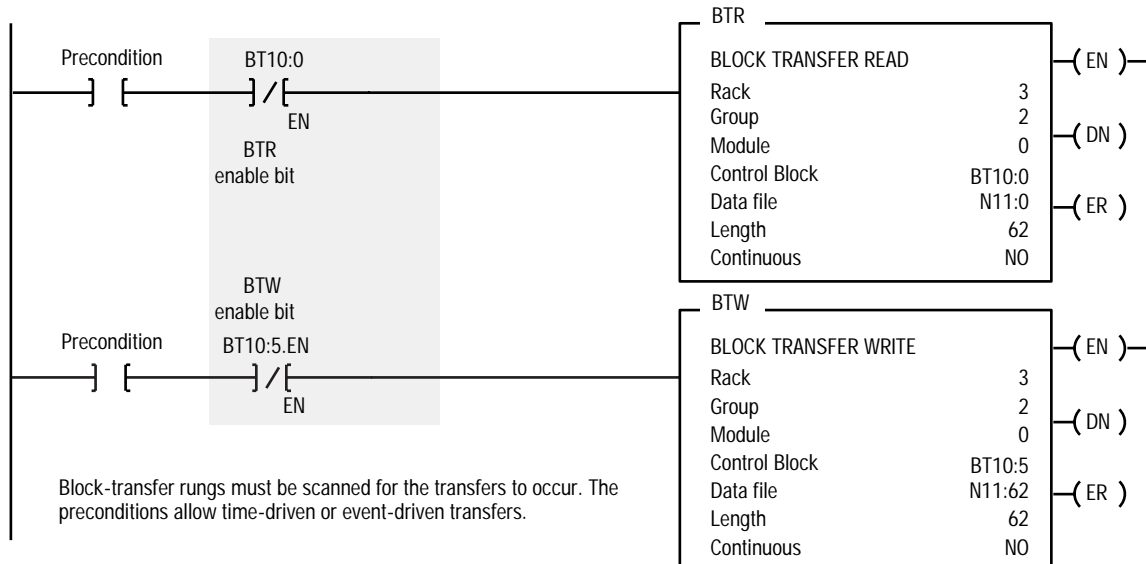 BTR
Precondition
BT10:0
BLOCK TRANSFER READ
EN
Rack 3
EN
Group 2
BTR
Module 0
DN
enable bit
Control Block BT10:0
Data file N11:0
ER
Length 62
Continuous NO
BTW
enable bit
BTW
Precondition
BT10:5.EN
BLOCK TRANSFER WRITE
EN
Rack 3
EN
Group 2
DN
Module 0
Control Block BT10:5
Data file N11:62
ER
Length 62
Continuous NO
Block-transfer rungs must be scanned for the transfers to occur. The
preconditions allow time-driven or event-driven transfers.